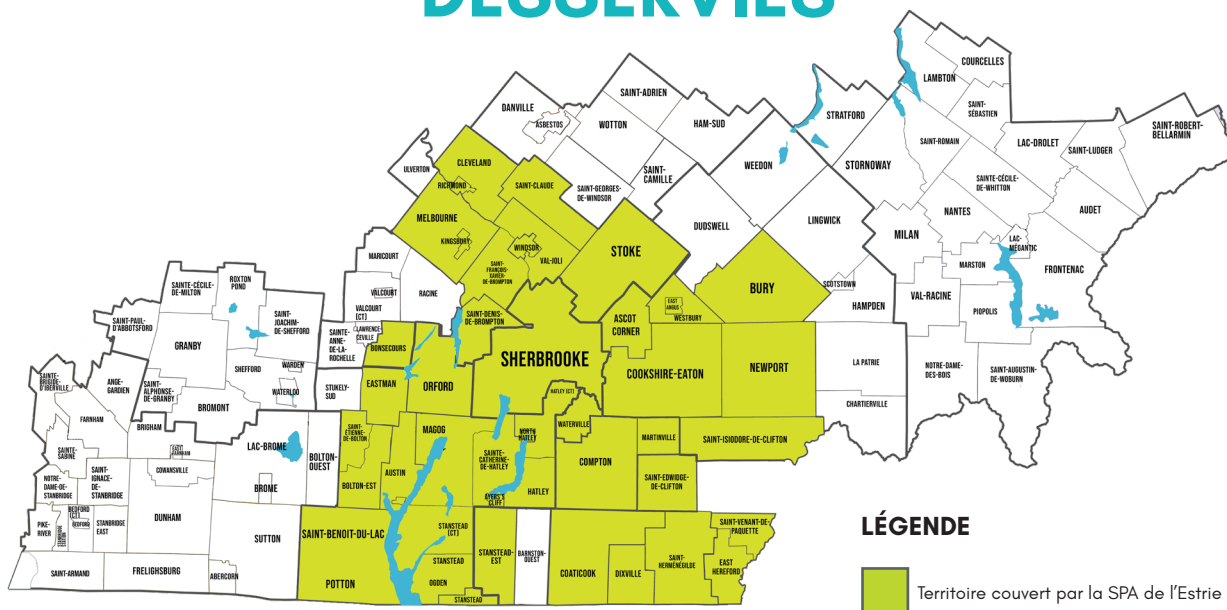 DESSERVIES
COURCELLES
LAMBTON
SAINT-
SÉBASTIEN
SAINT-ADRIEN
DANVILLE
ASBESTOS
WOTTON
HAM-SUD
STRATFORD
SAINT-ROMAIN
LAC-DROLET
SAINT-LUDGER
SAINT-ROBERT-
BELLARMIN
ULVERTON
CLEVELAND
RICHMOND
SAINT-CLAUDE
SAINT-GEORGES-
DE-WINDSOR
SAINT-
CAMILLE
WEEDON
STORNOWAY
SAINTE-CÉCILE-
DE-WHITTON
MELBOURNE
KINGSBURY
WINDSOR
VAL-JOLI
SAINT-
FRANÇOIS-
XAVIER-
DE-BROMPTON
STOKE
DUDSWELL
LINGWICK
NANTES
AUDET
MILAN
LAC-
MÉGANTIC
MARSTON
FRONTENAC
MARICOURT
VALCOURT
RACINE
VALCOURT
(CT)
LAWRENCE-
CEVILLE
SAINTE-
ANNE-
DE-LA-
ROCHELLE
BONSECOURS
SAINT-DENIS-
DE-BROMPTON
BURY
EAST
ANGUS
WESTBURY
ASCOT
CORNER
SCOTSTOWN
HAMPDEN
VAL-RACINE
PIOPOLIS
SAINTE-CÉCILE-
DE-MILTON
ROXTON
POND
SAINT-PAUL-
D'ABBOTSFORD
SAINT-
JOACHIM-
DE-SHEFFORD
GRANBY
SHERBROOKE
COOKSHIRE-EATON
NEWPORT
LA PATRIE
NOTRE-DAME-
DES-BOIS
SAINT-AUGUSTIN-
DE-WOBURN
SAINTE-
BRIGIDE-
D'IBERVILLE
ANGE-
GARDIEN
SAINT-
ALPHONSE-
DE-GRANBY
SHEFFORD
WARDEN
WATERLOO
STUKELY-
SUD
EASTMAN
ORFORD
HATLEY (CT)
CHARTIERVILLE
FARNHAM
BRIGHAM
BROMONT
EAST
FARNHAM
LAC-BROME
BOLTON-
OUEST
SAINT-
ÉTIENNE-
DE-BOLTON
MAGOG
NORTH
HATLEY
WATERVILLE
MARTINVILLE
SAINT-ISIODORE-DE-CLIFTON
SAINTE-
SABINE
SAINT-
IGNACE-
DE-
STANBRIDGE
COWANSVILLE
BROME
AUSTIN
SAINTE-
CATHERINE-
DE-HATLEY
COMPTON
SAINT-EDWIDGE-
DE-CLIFTON
NOTRE-
DAME-DE-
STANBRIDGE
BOLTON-EST
AYERS'S
CLIFF
HATLEY
PIKE-
RIVER
STANBRIDGE
STATION
BEDFORD
(CT)
BEDFORD
STANBRIDGE
EAST
DUNHAM
SUTTON
SAINT-BENOIT-DU-LAC
STANSTEAD
(CT)
STANSTEAD-
EST
BARNSTON-
OUEST
SAINT-VENANT-DE-
PAQUETTE
SAINT-
HERMÉNÉGILDE
EAST
HEREFORD
COATICOOK
DIXVILLE
SAINT-ARMAND
FRELIGHSBURG
ABERCORN
POTTON
STANSTEAD
OGDEN
STANSTEAD
LÉGENDE
Territoire couvert par la SPA de l'Estrie